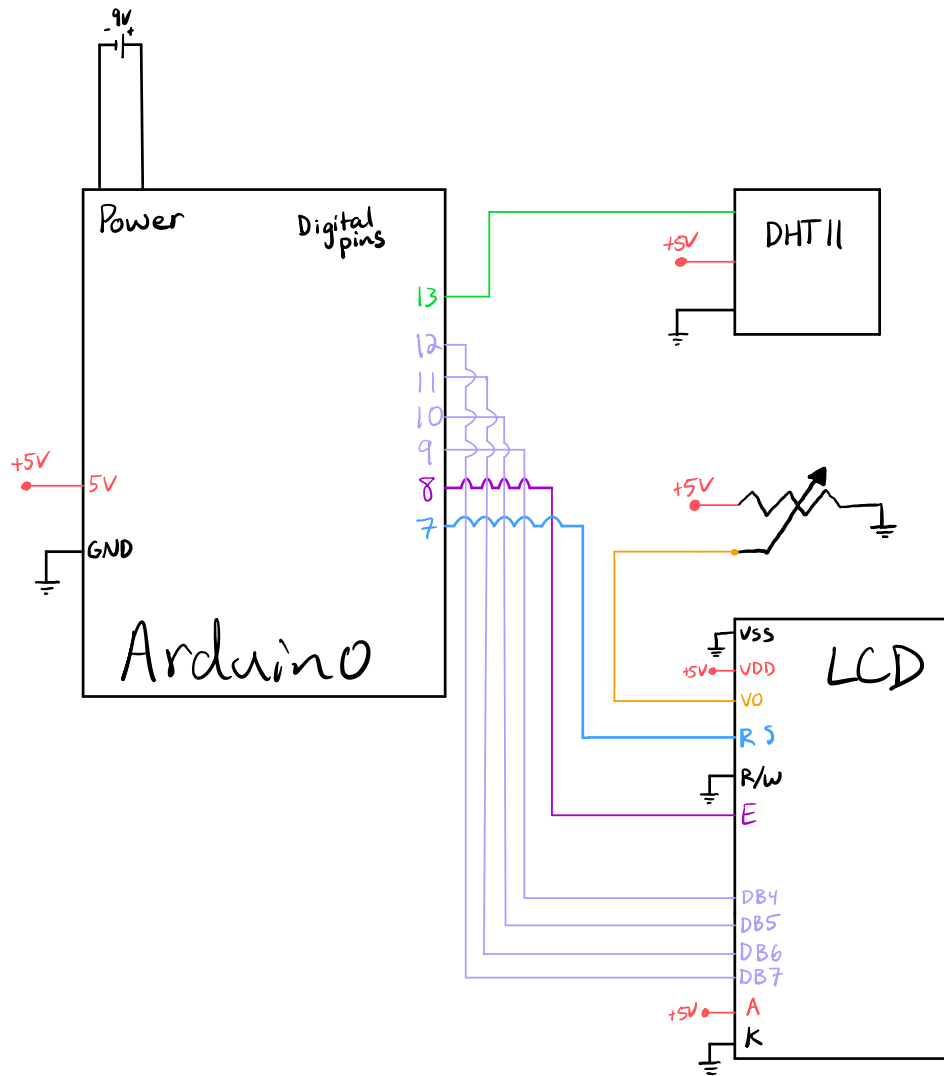 - 9V +
Power
Digital
pins
DHT11
+5V
13
12
11
10
9
8
7
+5V
5V
GND
Arduino
+5V
VSS
+5V VDD
LCD
VO
RS
R/W
E
DB4
DB5
DB6
DB7
+5V A
K